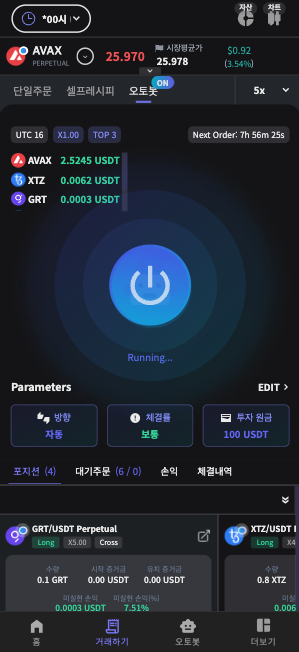 *00시
자산
차트
AVAX
PERPETUAL
25.970
시장평균가
25.978
$0.92
(3.54%)
단일주문
셀프레시피
오토봇
ON
5x
UTC 16
X1.00
TOP 3
Next Order: 7h 56m 25s
AVAX 2.5245 USDT
XTZ 0.0062 USDT
GRT 0.0003 USDT
Running...
Parameters
EDIT
방향
자동
체결률
보통
투자 원금
100 USDT
포지션 (4)
대기주문 (6 / 0)
손익
체결내역
GRT/USDT Perpetual
Long X5.00 Cross
수량 시작 증거금 유지 증거금
0.1 GRT 0.00 USDT 0.00 USDT
미실현 손익 미실현 손익(%)
0.0003 USDT 7.51%
XTZ/USDT
Long X4
수량
0.8 XTZ
미실현
0.006
홈
거래하기
오토봇
더보기